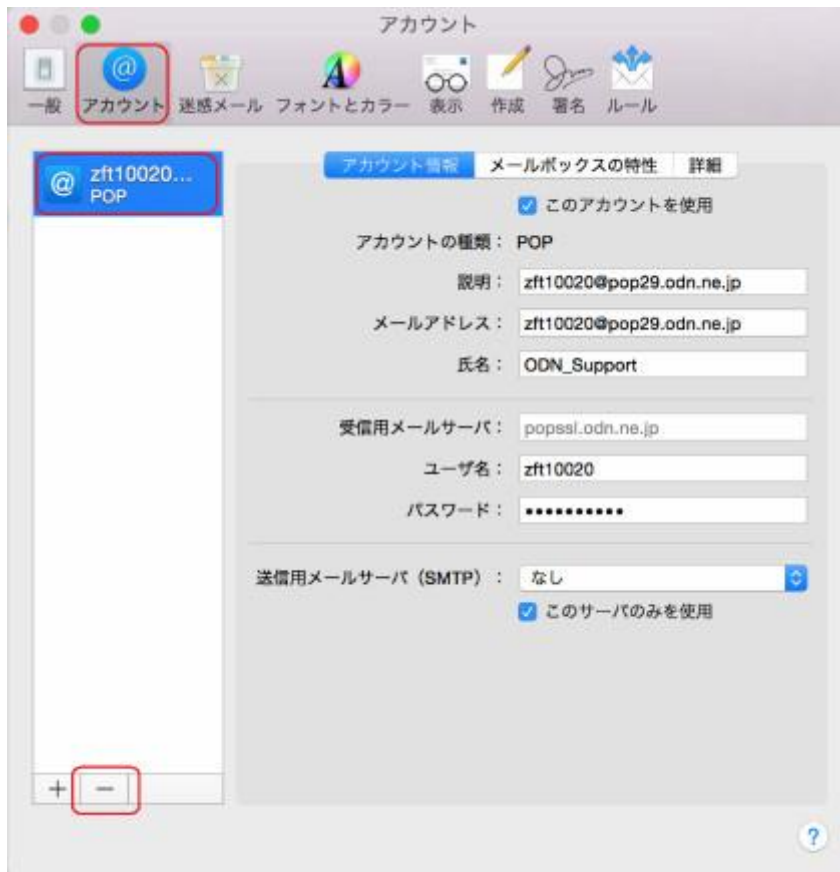 アカウント
一般 アカウント 迷惑メール フォントとカラー 表示 作成 署名 ルール
zft10020...
POP
アカウント情報 メールボックスの特性 詳細
このアカウントを使用
アカウントの種類： POP
説明： zft10020@pop29.odn.ne.jp
メールアドレス： zft10020@pop29.odn.ne.jp
氏名： ODN_Support
受信用メールサーバ： popssl.odn.ne.jp
ユーザ名： zft10020
パスワード： ••••••••••
送信用メールサーバ（SMTP）： なし
このサーバのみを使用
+ −
?